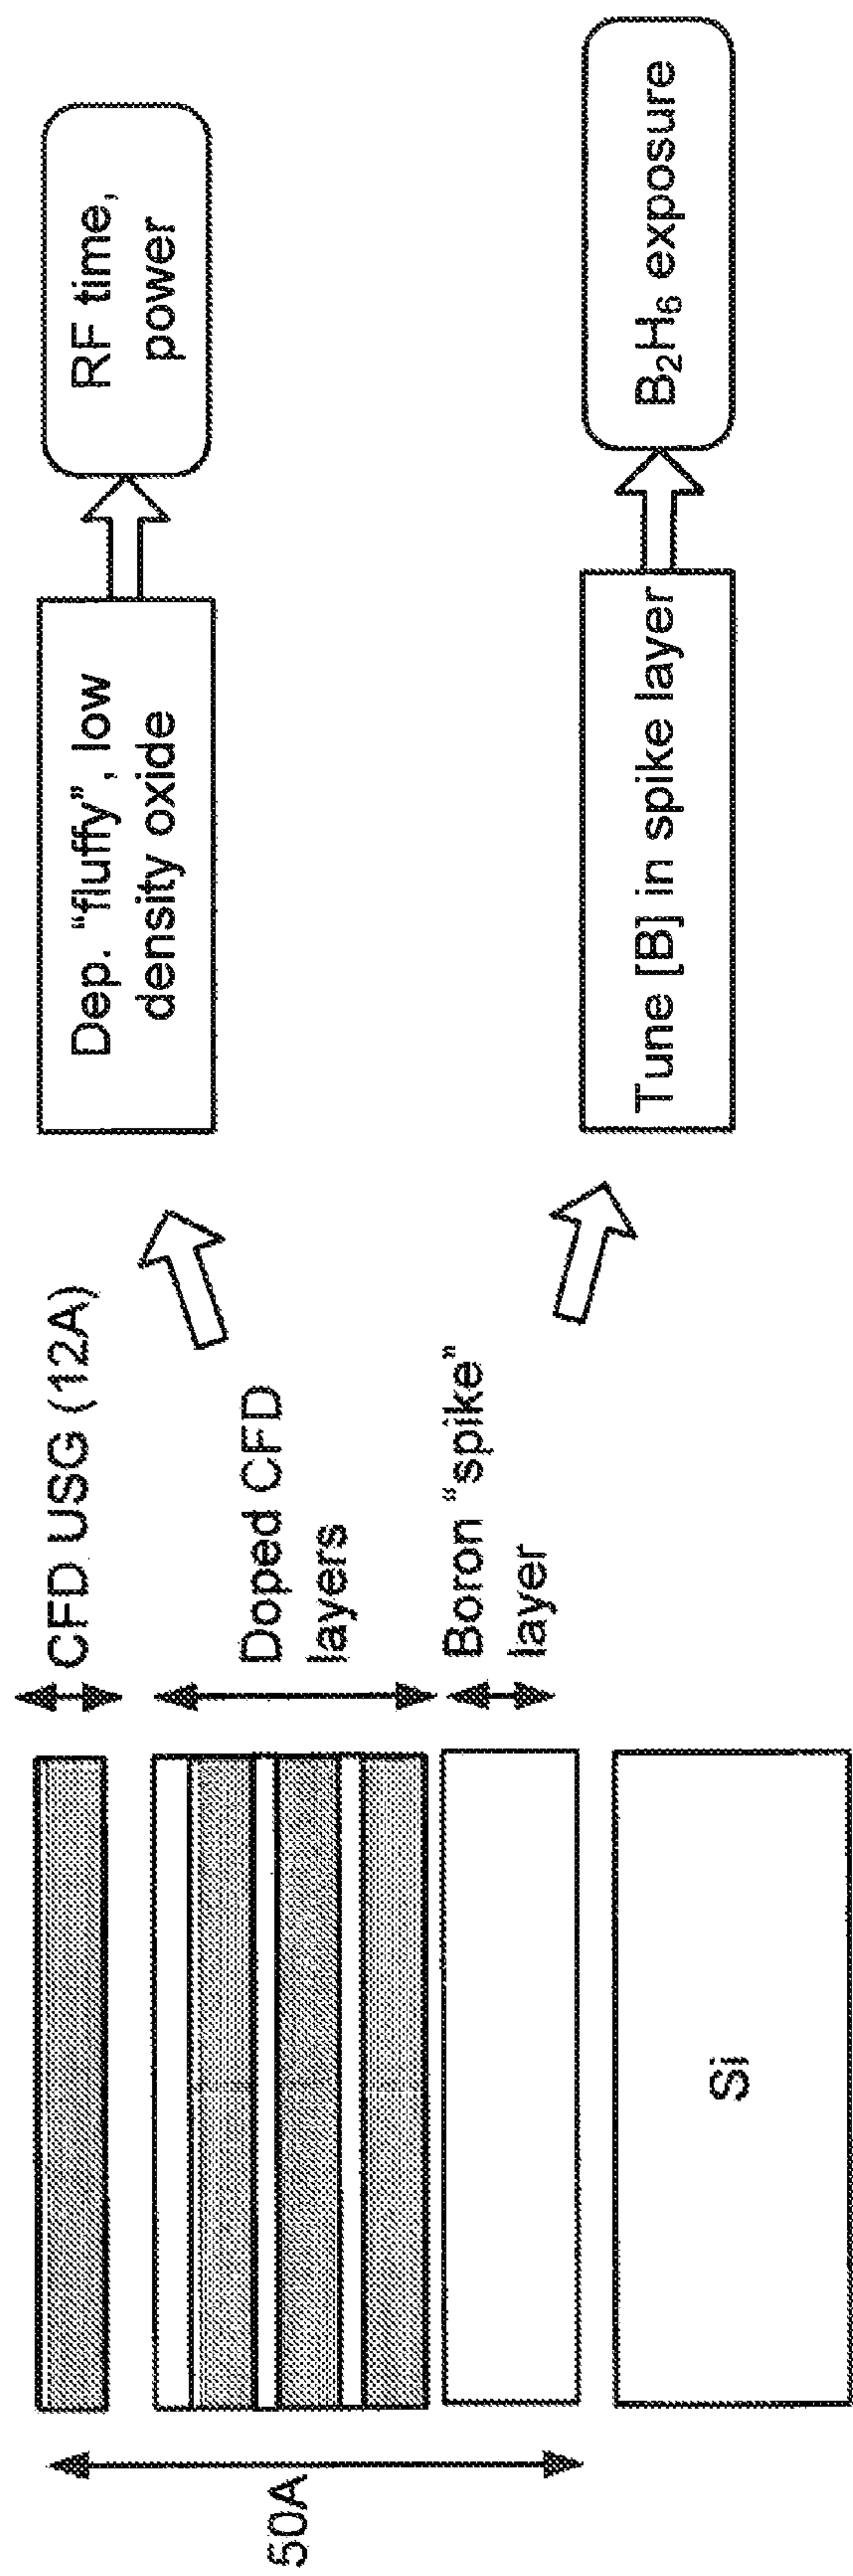 50A
Si
CFD USG (12A)
Doped CFD
layers
Boron “spike”
layer
Dep. “fluffy”, low
density oxide
RF time,
power
Tune [B] in spike layer
B₂H₆ exposure